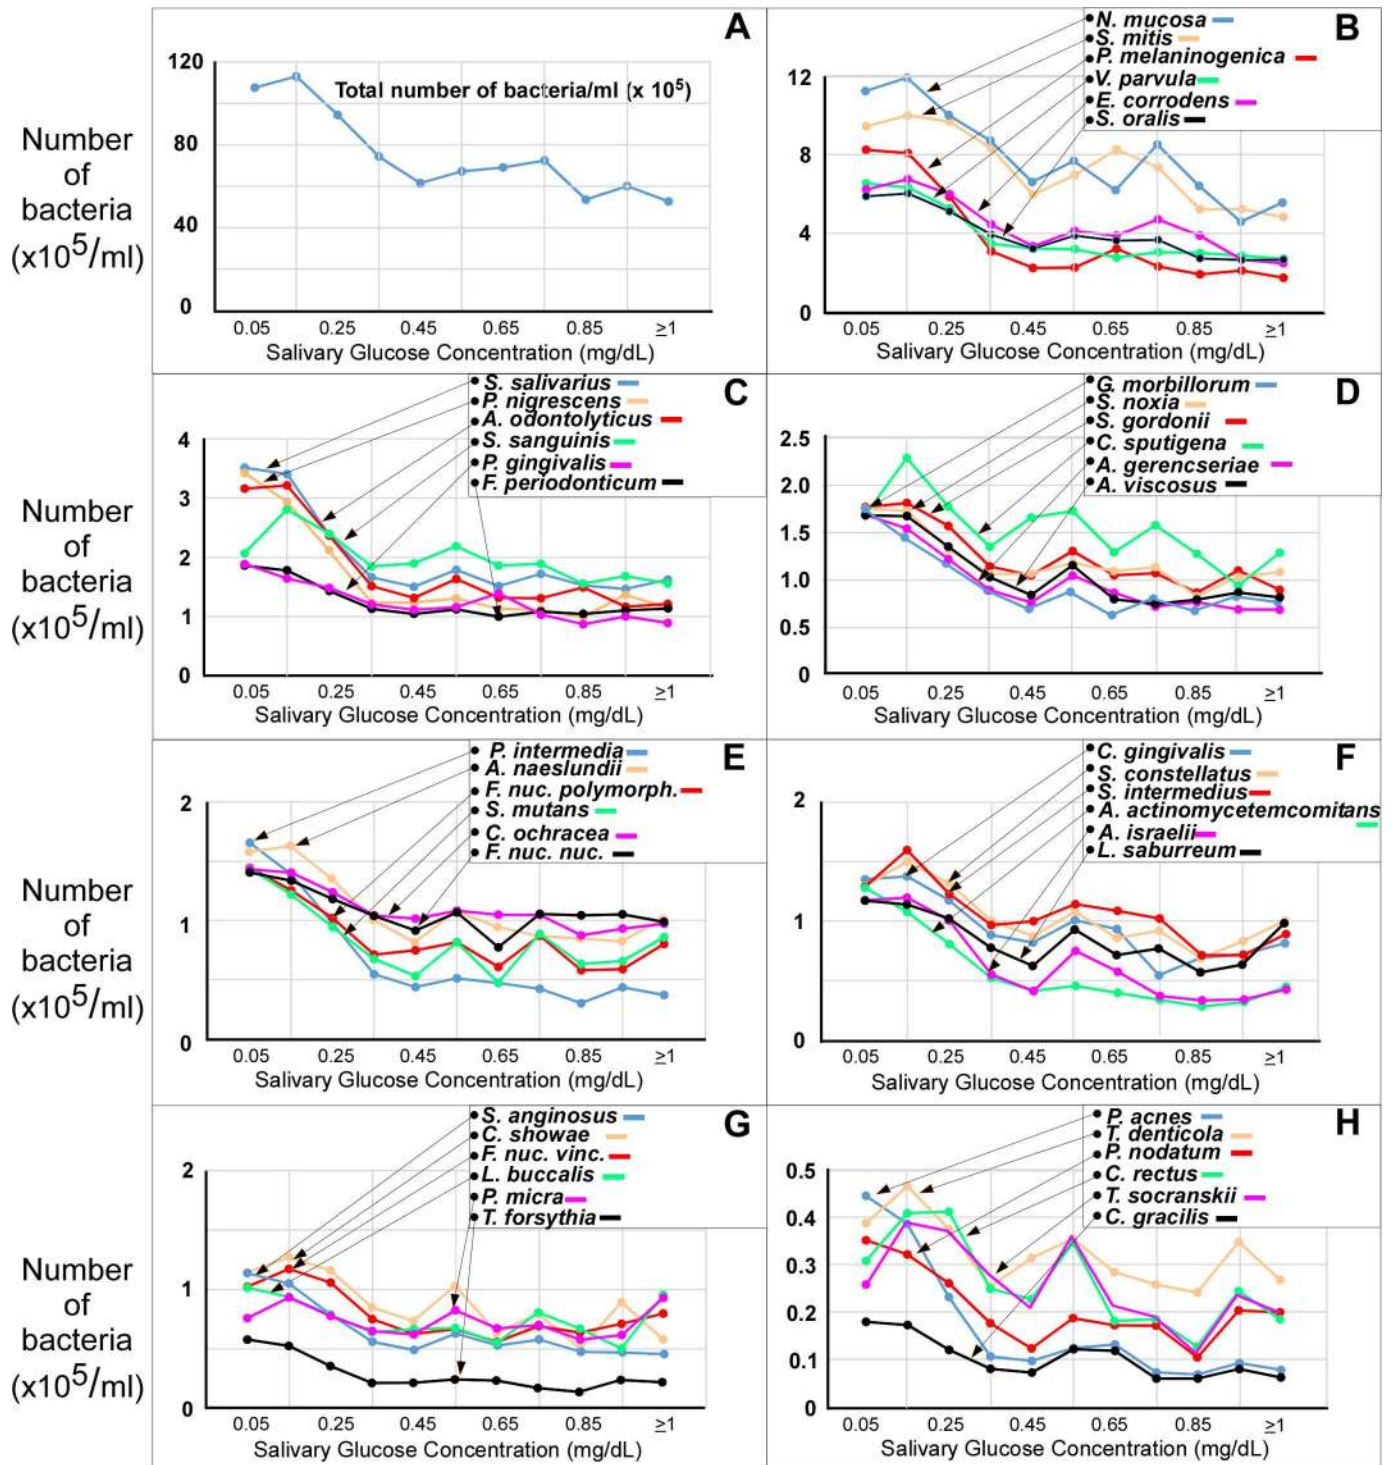 A
Total number of bacteria/ml (x 10⁵)
Number
of
bacteria
(x10⁵/ml)
120
80
40
0
0.05 0.25 0.45 0.65 0.85 ≥1
Salivary Glucose Concentration (mg/dL)
B
N. mucosa
S. mitis
P. melaninogenica
V. parvula
E. corrodens
S. oralis
12
8
4
0
0.05 0.25 0.45 0.65 0.85 ≥1
Salivary Glucose Concentration (mg/dL)
C
S. salivarius
P. nigrescens
A. odontolyticus
S. sanguinis
P. gingivalis
F. periodonticum
Number
of
bacteria
(x10⁵/ml)
4
3
2
1
0
0.05 0.25 0.45 0.65 0.85 ≥1
Salivary Glucose Concentration (mg/dL)
D
G. morbillorum
S. noxia
S. gordonii
C. sputigena
A. gerencseriae
A. viscosus
2.5
2.0
1.5
1.0
0.5
0
0.05 0.25 0.45 0.65 0.85 ≥1
Salivary Glucose Concentration (mg/dL)
E
P. intermedia
A. naeslundii
F. nuc. polymorph.
S. mutans
C. ochracea
F. nuc. nuc.
Number
of
bacteria
(x10⁵/ml)
2
1
0
0.05 0.25 0.45 0.65 0.85 ≥1
Salivary Glucose Concentration (mg/dL)
F
C. gingivalis
S. constellatus
S. intermedius
A. actinomycetemcomitans
A. israelii
L. saburreum
2
1
0
0.05 0.25 0.45 0.65 0.85 ≥1
Salivary Glucose Concentration (mg/dL)
G
S. anginosus
C. showae
F. nuc. vinc.
L. buccalis
P. micra
T. forsythia
Number
of
bacteria
(x10⁵/ml)
2
1
0
0.05 0.25 0.45 0.65 0.85 ≥1
Salivary Glucose Concentration (mg/dL)
H
P. acnes
T. denticola
P. nodatum
C. rectus
T. socranskii
C. gracilis
0.5
0.4
0.3
0.2
0.1
0
0.05 0.25 0.45 0.65 0.85 ≥1
Salivary Glucose Concentration (mg/dL)